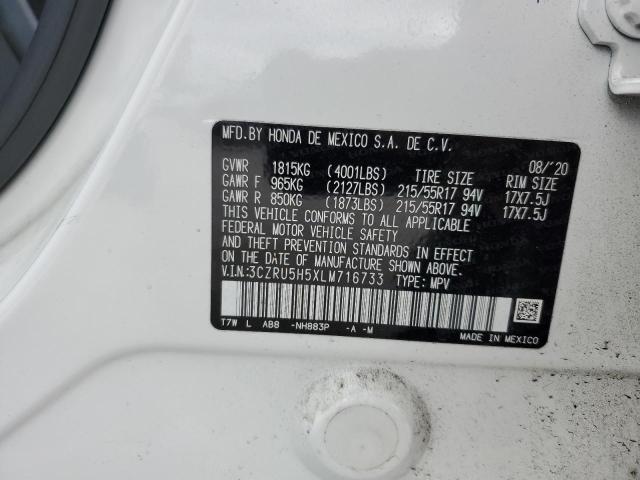 MFD.BY HONDA DE MEXICO S.A. DE C.V. 08/'20
GVWR 1815KG (4001LBS) TIRE SIZE RIM SIZE
GAWR F 965KG (2127LBS) 215/55R17 94V 17X7.5J
GAWR R 850KG (1873LBS) 215/55R17 94V 17X7.5J
THIS VEHICLE CONFORMS TO ALL APPLICABLE
FEDERAL MOTOR VEHICLE SAFETY
AND THEFT PREVENTION STANDARDS IN EFFECT
ON THE DATE OF MANUFACTURE SHOWN ABOVE.
V.I.N.:3CZRU5H5XLM716733 TYPE: MPV
T7W L AB8 -NH883P -A -M MADE IN MEXICO